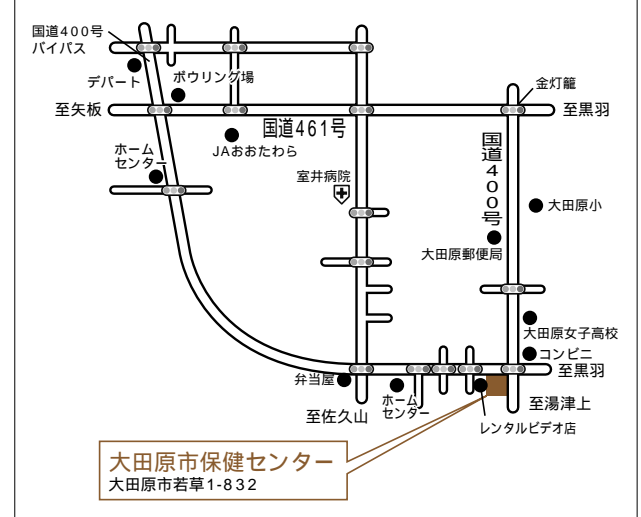 国道400号
バイパス
デパート
ボウリング場
金灯籠
至矢板
至黒羽
国道461号
JAおおたわら
国道400号
ホーム
センター
室井病院
大田原小
大田原郵便局
大田原女子高校
コンビニ
至黒羽
弁当屋
ホーム
センター
至佐久山
至湯津上
レンタルビデオ店
大田原市保健センター
大田原市若草1-832